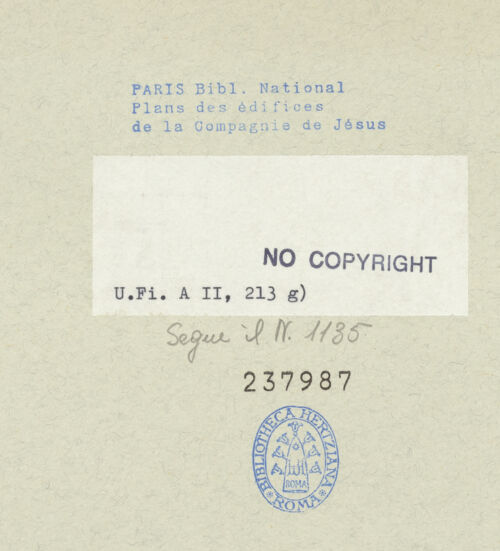 PARIS Bibl. National
Plans des édifices
de la Compagnie de Jésus
NO COPYRIGHT
U.Fi. A II, 213 g)
Segue il N. 1135
237987
BIBLIOTHECA HERTZIANA
ROMA
*ROMA*